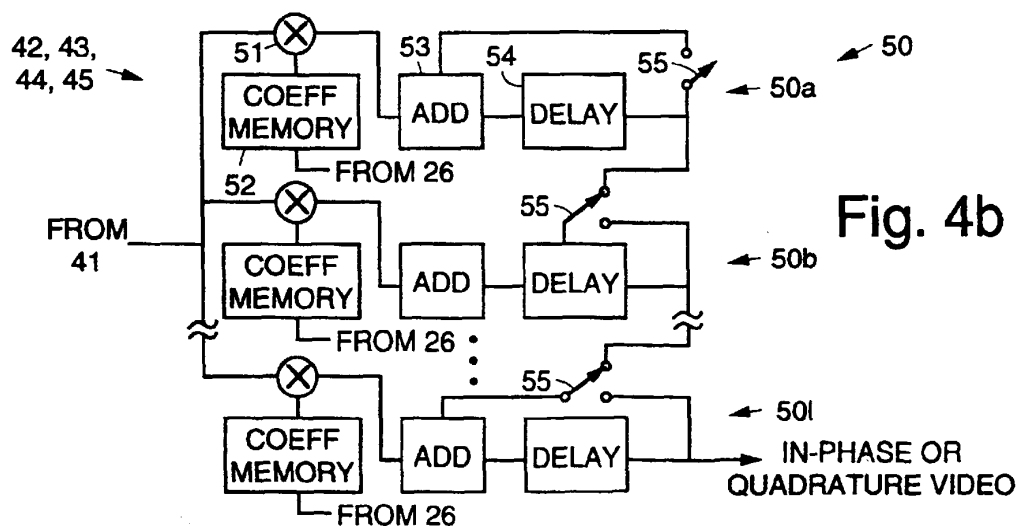 42, 43,
44, 45
51
53
54
55
50
50a
COEFF
MEMORY
ADD
DELAY
52
FROM 26
FROM
41
55
Fig. 4b
COEFF
MEMORY
ADD
DELAY
50b
FROM 26
55
50l
COEFF
MEMORY
ADD
DELAY
IN-PHASE OR
QUADRATURE VIDEO
FROM 26